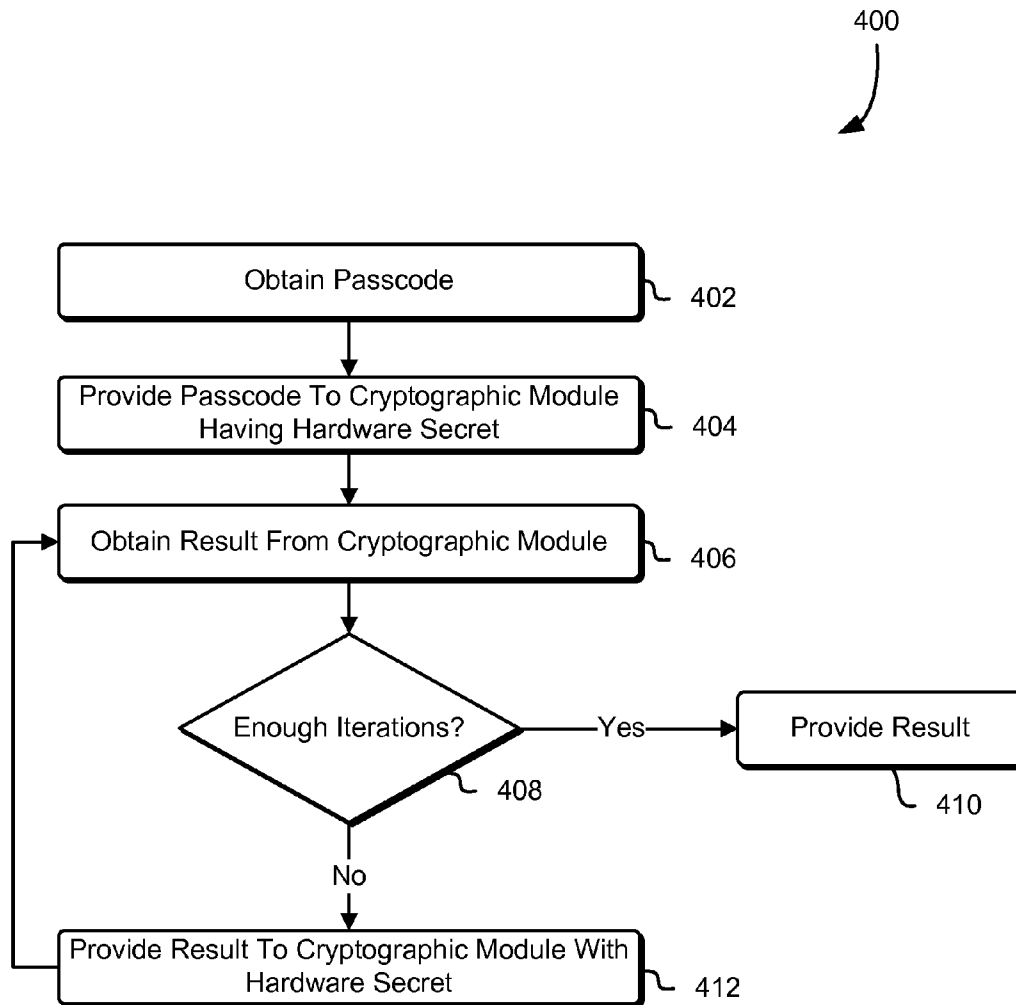 400
Obtain Passcode
402
Provide Passcode To Cryptographic Module
Having Hardware Secret
404
Obtain Result From Cryptographic Module
406
Enough Iterations?
408
Yes
Provide Result
410
No
Provide Result To Cryptographic Module With
Hardware Secret
412